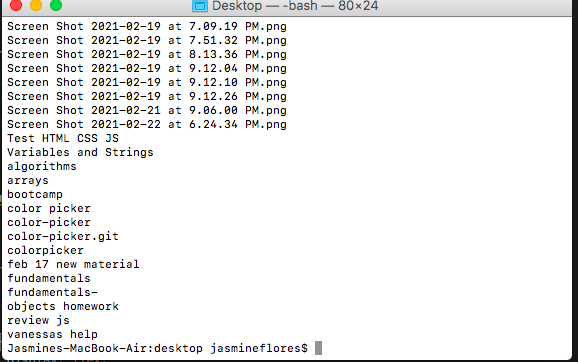 Desktop — -bash — 80×24
Screen Shot 2021-02-19 at 7.09.19 PM.png
Screen Shot 2021-02-19 at 7.51.32 PM.png
Screen Shot 2021-02-19 at 8.13.36 PM.png
Screen Shot 2021-02-19 at 9.12.04 PM.png
Screen Shot 2021-02-19 at 9.12.10 PM.png
Screen Shot 2021-02-19 at 9.12.26 PM.png
Screen Shot 2021-02-21 at 9.06.00 PM.png
Screen Shot 2021-02-22 at 6.24.34 PM.png
Test HTML CSS JS
Variables and Strings
algorithms
arrays
bootcamp
color picker
color-picker
color-picker.git
colorpicker
feb 17 new material
fundamentals
fundamentals-
objects homework
review js
vanessas help
Jasmines-MacBook-Air:desktop jasmineflores$